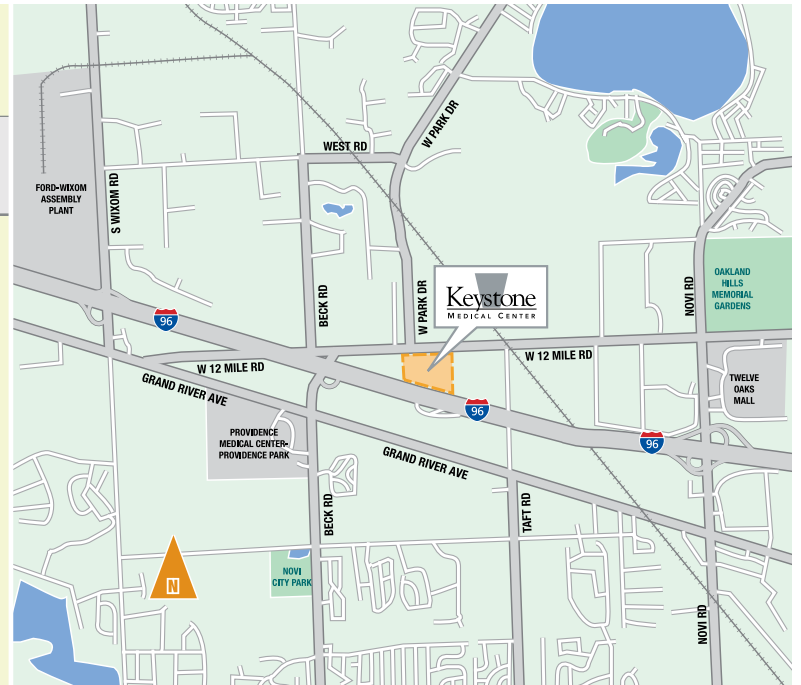 W PARK DR
WEST RD
FORD-WIXOM
ASSEMBLY
PLANT
S WIXOM RD
OAKLAND
HILLS
MEMORIAL
GARDENS
NOVI RD
BECK RD
W PARK DR
Keystone
MEDICAL CENTER
96
W 12 MILE RD
W 12 MILE RD
GRAND RIVER AVE
TWELVE
OAKS
MALL
96
96
PROVIDENCE
MEDICAL CENTER-
PROVIDENCE PARK
GRAND RIVER AVE
BECK RD
TAFT RD
N
NOVI
CITY PARK
NOVI RD